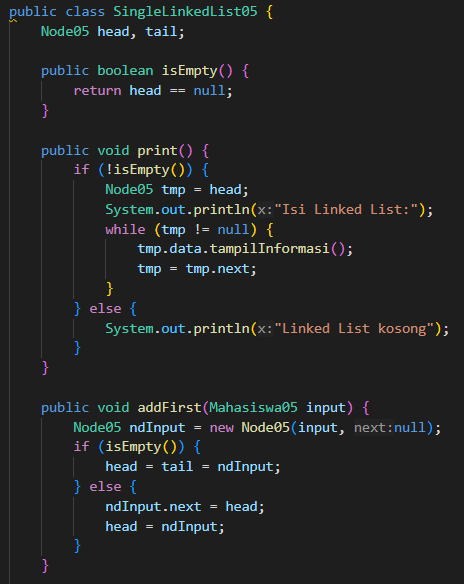 public class SingleLinkedList05 {
    Node05 head, tail;

    public boolean isEmpty() {
        return head == null;
    }

    public void print() {
        if (!isEmpty()) {
            Node05 tmp = head;
            System.out.println(x:"Isi Linked List:");
            while (tmp != null) {
                tmp.data.tampilInformasi();
                tmp = tmp.next;
            }
        } else {
            System.out.println(x:"Linked List kosong");
        }
    }

    public void addFirst(Mahasiswa05 input) {
        Node05 ndInput = new Node05(input, next:null);
        if (isEmpty()) {
            head = tail = ndInput;
        } else {
            ndInput.next = head;
            head = ndInput;
        }
    }